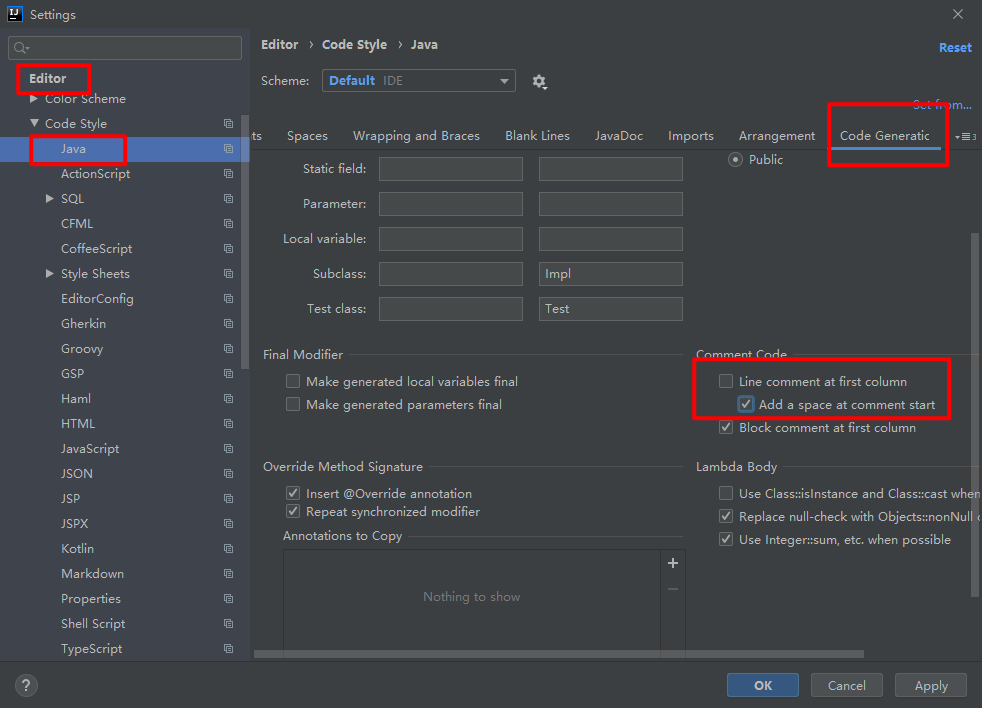 Settings
Editor
Color Scheme
Code Style
Java
ActionScript
SQL
CFML
CoffeeScript
Style Sheets
EditorConfig
Gherkin
Groovy
GSP
Haml
HTML
JavaScript
JSON
JSP
JSPX
Kotlin
Markdown
Properties
Shell Script
TypeScript
Editor › Code Style › Java
Reset
Scheme: Default IDE
Set from...
ts Spaces Wrapping and Braces Blank Lines JavaDoc Imports Arrangement Code Generatic
Static field:
Public
Parameter:
Local variable:
Subclass: Impl
Test class: Test
Final Modifier
Make generated local variables final
Make generated parameters final
Comment Code
Line comment at first column
Add a space at comment start
Block comment at first column
Override Method Signature
Insert @Override annotation
Repeat synchronized modifier
Annotations to Copy
Nothing to show
Lambda Body
Use Class::isInstance and Class::cast when
Replace null-check with Objects::nonNull
Use Integer::sum, etc. when possible
?
OK Cancel Apply